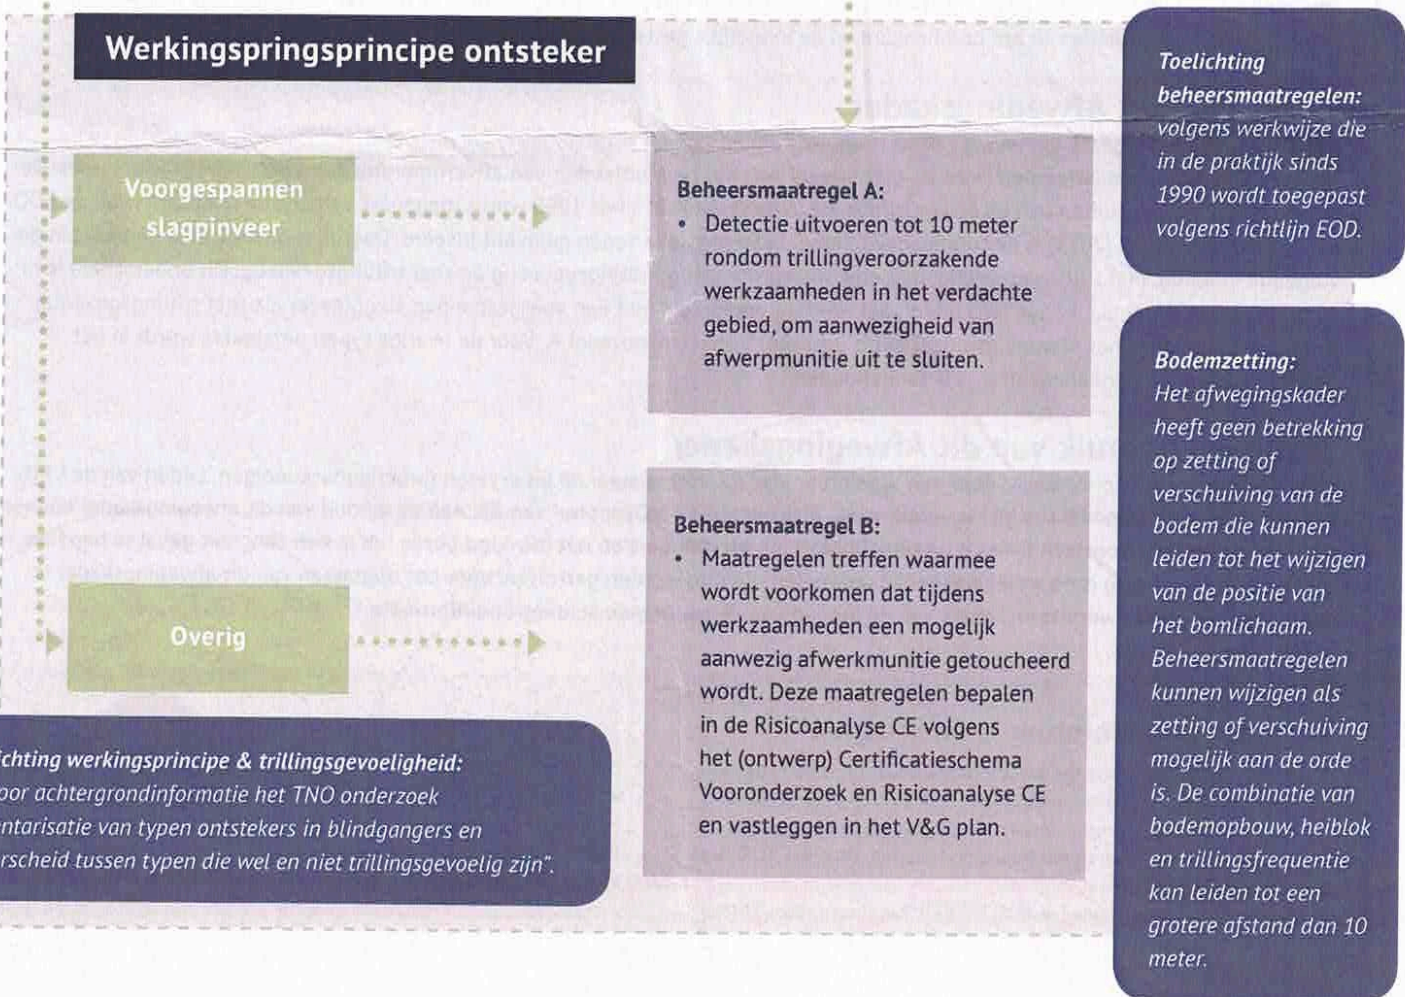 Werkingspringsprincipe ontsteker
Voorgespannen
slagpinveer
Overig
ichting werkingsprincipe & trillingsgevoeligheid:
oor achtergrondinformatie het TNO onderzoek
entarisatie van typen ontstekers in blindgangers en
rscheid tussen typen die wel en niet trillingsgevoelig zijn".
Beheersmaatregel A:
• Detectie uitvoeren tot 10 meter
rondom trillingveroorzakende
werkzaamheden in het verdachte
gebied, om aanwezigheid van
afwerpmunitie uit te sluiten.
Beheersmaatregel B:
• Maatregelen treffen waarmee
wordt voorkomen dat tijdens
werkzaamheden een mogelijk
aanwezig afwerkmunitie getoucheerd
wordt. Deze maatregelen bepalen
in de Risicoanalyse CE volgens
het (ontwerp) Certificatieschema
Vooronderzoek en Risicoanalyse CE
en vastleggen in het V&G plan.
Toelichting
beheersmaatregelen:
volgens werkwijze die
in de praktijk sinds
1990 wordt toegepast
volgens richtlijn EOD.
Bodemzetting:
Het afwegingskader
heeft geen betrekking
op zetting of
verschuiving van de
bodem die kunnen
leiden tot het wijzigen
van de positie van
het bomlichaam.
Beheersmaatregelen
kunnen wijzigen als
zetting of verschuiving
mogelijk aan de orde
is. De combinatie van
bodemopbouw, heiblok
en trillingsfrequentie
kan leiden tot een
grotere afstand dan 10
meter.